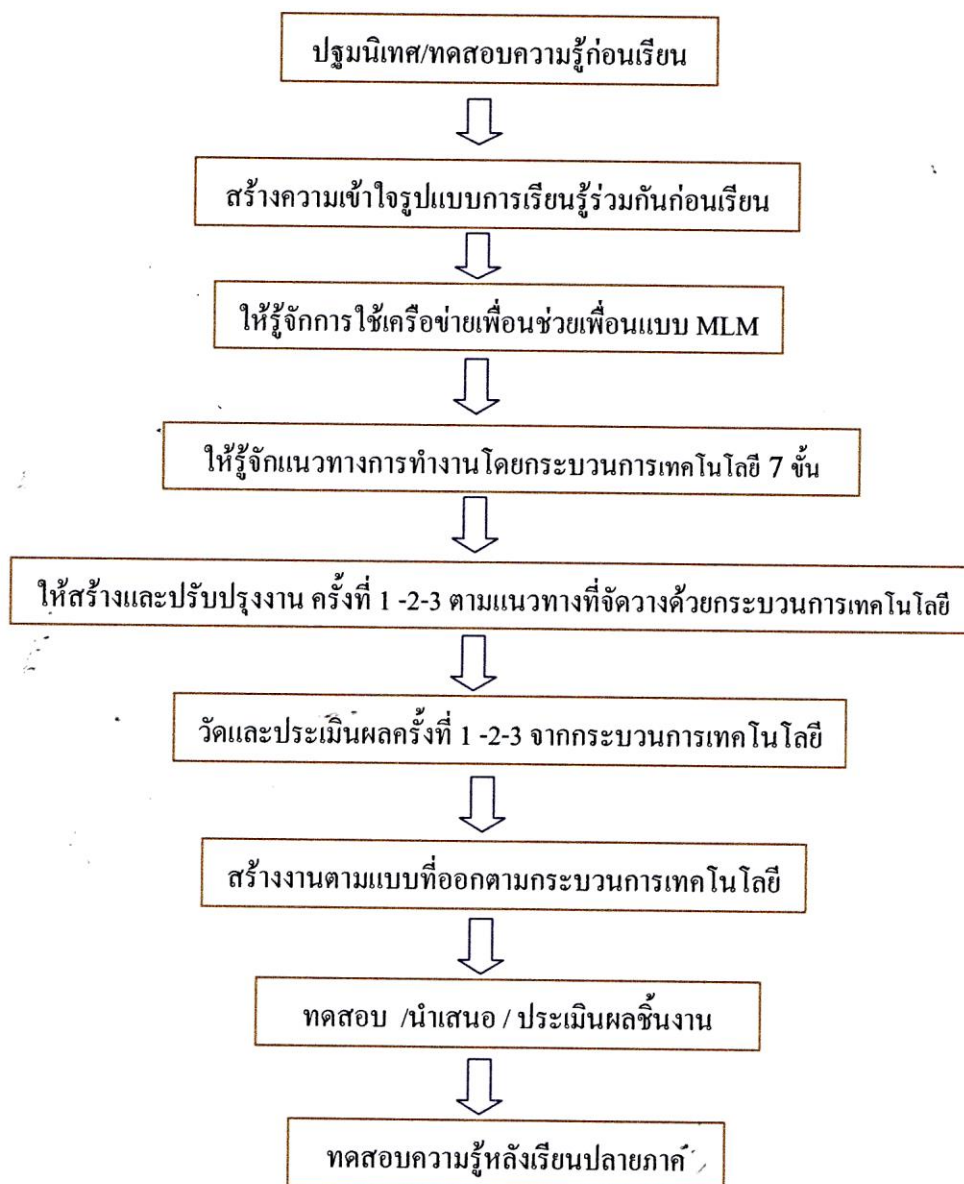 ปฐมนิเทศ/ทดสอบความรู้ก่อนเรียน
สร้างความเข้าใจรูปแบบการเรียนรู้ร่วมกันก่อนเรียน
ให้รู้จักการใช้เครือข่ายเพื่อนช่วยเพื่อนแบบ MLM
ให้รู้จักแนวทางการทำงานโดยกระบวนการเทคโนโลยี 7 ขั้น
ให้สร้างและปรับปรุงงาน ครั้งที่ 1 -2-3 ตามแนวทางที่จัดวางด้วยกระบวนการเทคโนโลยี
วัดและประเมินผลครั้งที่ 1 -2-3 จากกระบวนการเทคโนโลยี
สร้างงานตามแบบที่ออกตามกระบวนการเทคโนโลยี
ทดสอบ /นำเสนอ / ประเมินผลชิ้นงาน
ทดสอบความรู้หลังเรียนปลายภาค